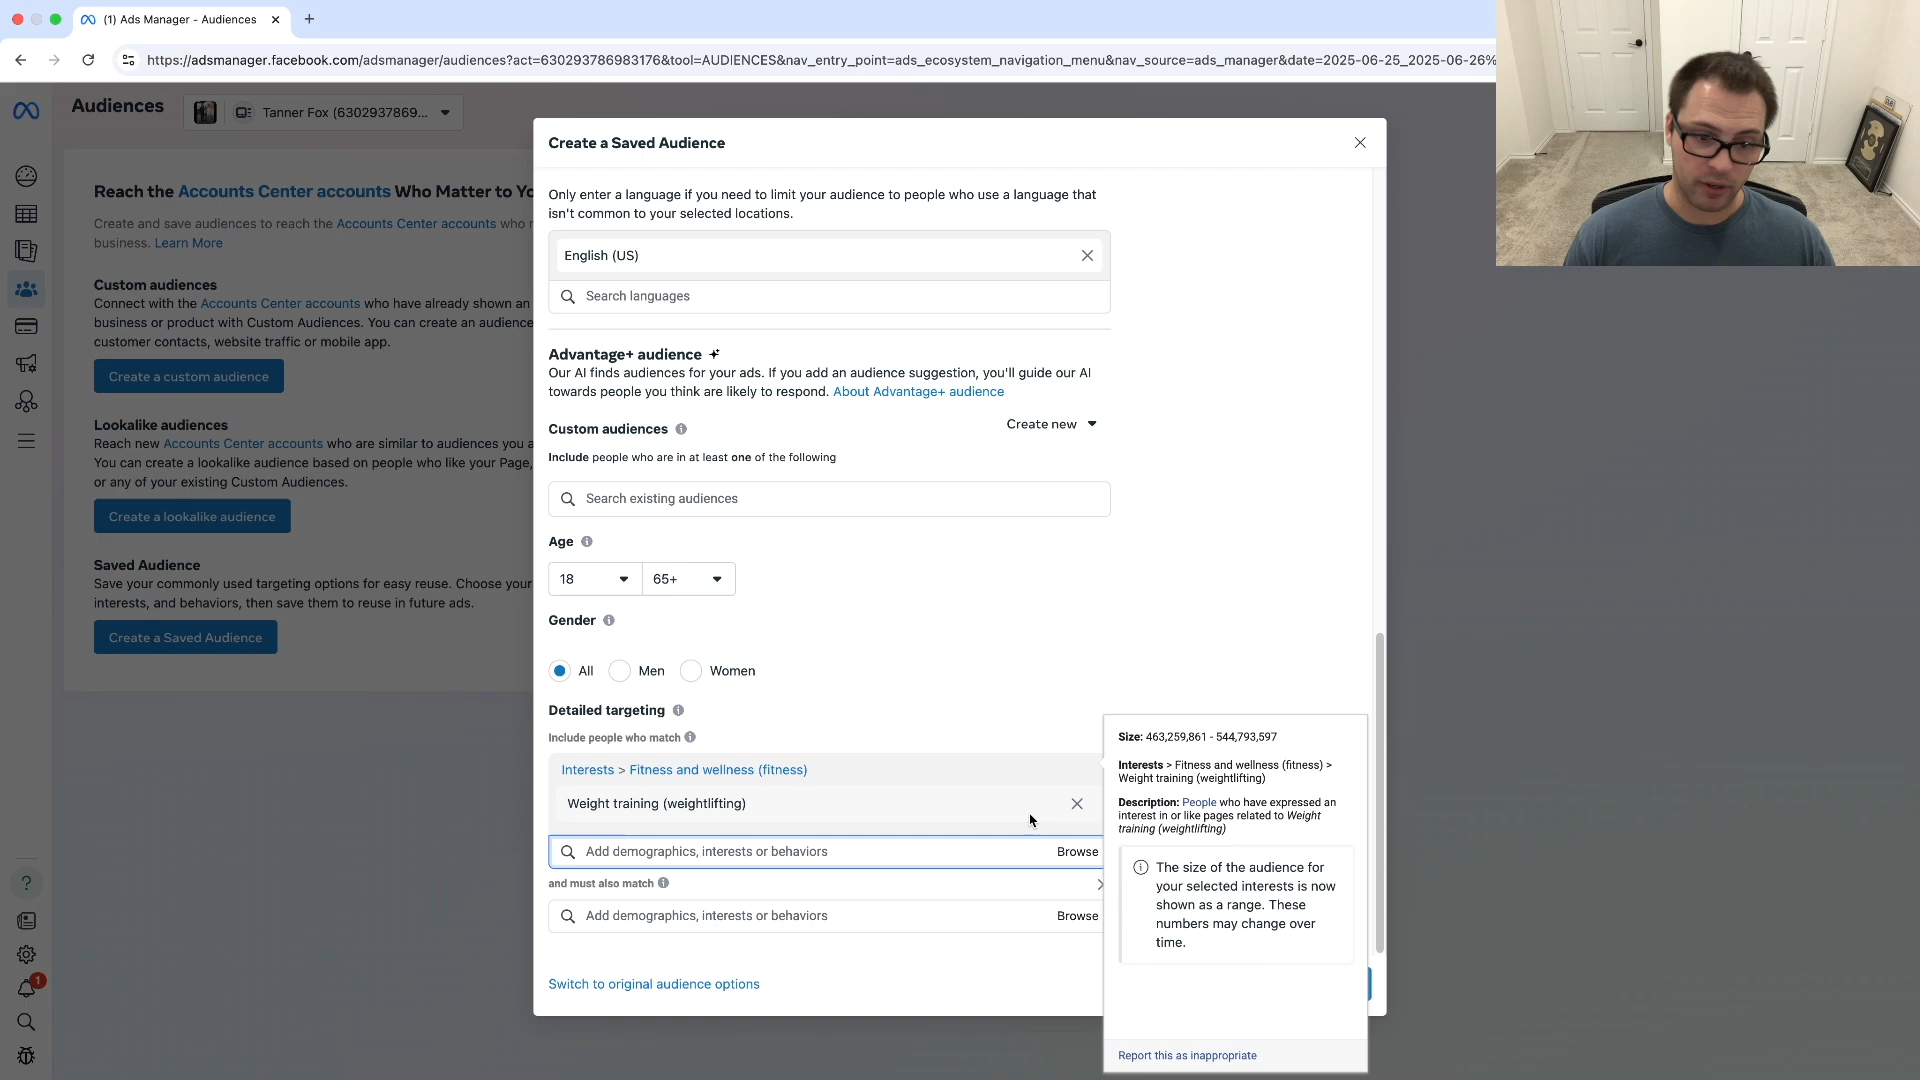 (1) Ads Manager - Audiences
https://adsmanager.facebook.com/adsmanager/audiences?act=630293786983176&tool=AUDIENCES&nav_entry_point=ads_ecosystem_navigation_menu&nav_source=ads_manager&date=2025-06-25_2025-06-26%
Audiences
Tanner Fox (6302937869...
Reach the Accounts Center accounts Who Matter to Yo
Create and save audiences to reach the Accounts Center accounts who
business. Learn More
Custom audiences
Connect with the Accounts Center accounts who have already shown an
business or product with Custom Audiences. You can create an audience
customer contacts, website traffic or mobile app.
Create a custom audience
Lookalike audiences
Reach new Accounts Center accounts who are similar to audiences you a
You can create a lookalike audience based on people who like your Page,
or any of your existing Custom Audiences.
Create a lookalike audience
Saved Audience
Save your commonly used targeting options for easy reuse. Choose your
interests, and behaviors, then save them to reuse in future ads.
Create a Saved Audience
?
1
Create a Saved Audience
Only enter a language if you need to limit your audience to people who use a language that
isn't common to your selected locations.
English (US)
Search languages
Advantage+ audience
Our AI finds audiences for your ads. If you add an audience suggestion, you'll guide our AI
towards people you think are likely to respond. About Advantage+ audience
Custom audiences
Create new
Include people who are in at least one of the following
Search existing audiences
Age
18
65+
Gender
All
Men
Women
Detailed targeting
Include people who match
Interests > Fitness and wellness (fitness)
Weight training (weightlifting)
Add demographics, interests or behaviors
Browse
and must also match
Add demographics, interests or behaviors
Browse
Switch to original audience options
Size: 463,259,861 - 544,793,597
Interests > Fitness and wellness (fitness) >
Weight training (weightlifting)
Description: People who have expressed an
interest in or like pages related to Weight
training (weightlifting)
The size of the audience for
your selected interests is now
shown as a range. These
numbers may change over
time.
Report this as inappropriate